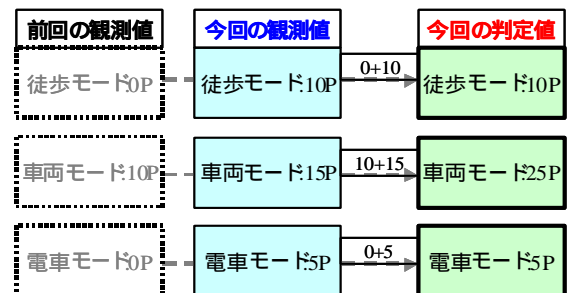 前回の観測値 今回の観測値 今回の判定値
徒歩モード:0P 徒歩モード:10P 0+10 徒歩モード:10P
車両モード:10P 車両モード:15P 10+15 車両モード:25P
電車モード:0P 電車モード:5P 0+5 電車モード:5P